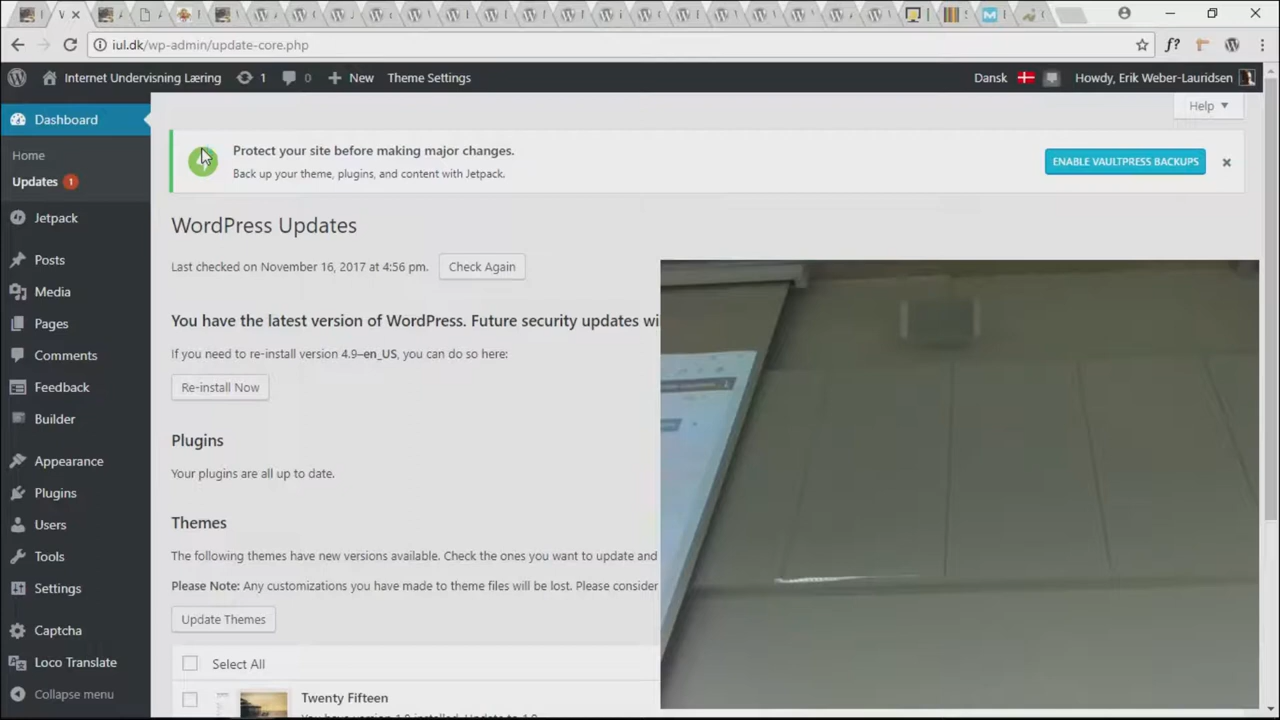 iul.dk/wp-admin/update-core.php
f?
Internet Undervisning Læring
1
0
New
Theme Settings
Dansk
Howdy, Erik Weber-Lauridsen
Help
Dashboard
Home
Updates 1
Jetpack
Posts
Media
Pages
Comments
Feedback
Builder
Appearance
Plugins
Users
Tools
Settings
Captcha
Loco Translate
Collapse menu
Protect your site before making major changes.
Back up your theme, plugins, and content with Jetpack.
ENABLE VAULTPRESS BACKUPS
WordPress Updates
Last checked on November 16, 2017 at 4:56 pm.
Check Again
You have the latest version of WordPress. Future security updates wi
If you need to re-install version 4.9–en_US, you can do so here:
Re-install Now
Plugins
Your plugins are all up to date.
Themes
The following themes have new versions available. Check the ones you want to update and
Please Note: Any customizations you have made to theme files will be lost. Please consider
Update Themes
Select All
Twenty Fifteen